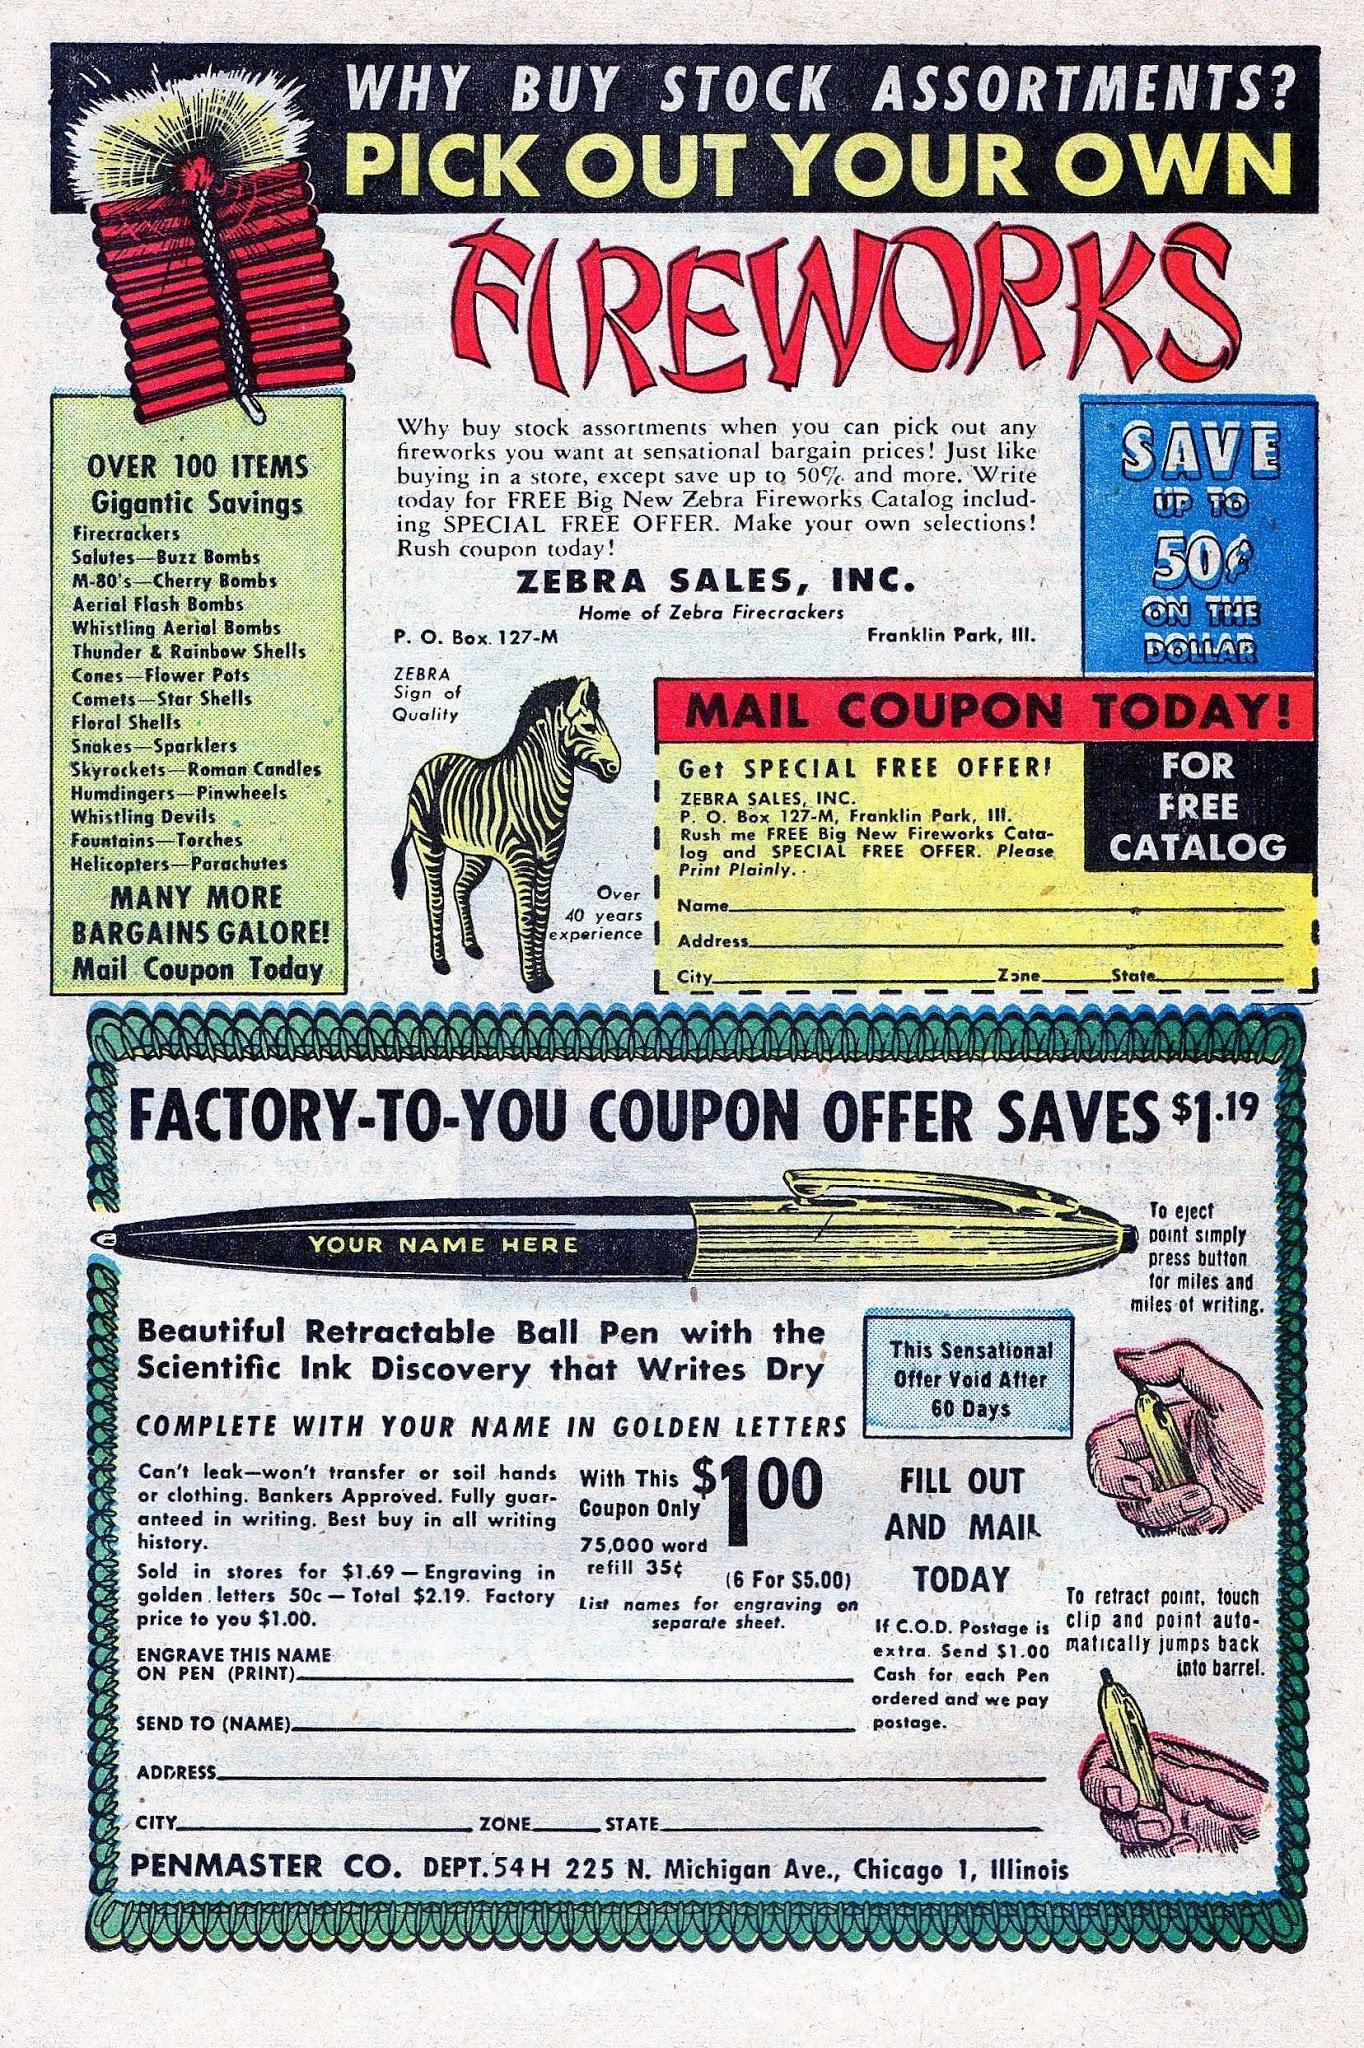 WHY BUY STOCK ASSORTMENTS?
PICK OUT YOUR OWN
FIREWORKS
OVER 100 ITEMS
Gigantic Savings
Firecrackers
Salutes—Buzz Bombs
M-80's—Cherry Bombs
Aerial Flash Bombs
Whistling Aerial Bombs
Thunder & Rainbow Shells
Cones—Flower Pots
Comets—Star Shells
Floral Shells
Snakes—Sparklers
Skyrockets—Roman Candles
Humdingers—Pinwheels
Whistling Devils
Fountains—Torches
Helicopters—Parachutes
MANY MORE
BARGAINS GALORE!
Mail Coupon Today
Why buy stock assortments when you can pick out any
fireworks you want at sensational bargain prices! Just like
buying in a store, except save up to 50% and more. Write
today for FREE Big New Zebra Fireworks Catalog includ-
ing SPECIAL FREE OFFER. Make your own selections!
Rush coupon today!
ZEBRA SALES, INC.
Home of Zebra Firecrackers
P. O. Box 127-M Franklin Park, Ill.
SAVE
UP TO
50¢
ON THE
DOLLAR
ZEBRA
Sign of
Quality
Over
40 years
experience
MAIL COUPON TODAY!
FOR
FREE
CATALOG
Get SPECIAL FREE OFFER!
ZEBRA SALES, INC.
P. O. Box 127-M, Franklin Park, Ill.
Rush me FREE Big New Fireworks Cata-
log and SPECIAL FREE OFFER. Please
Print Plainly.
Name
Address
City Zone State
FACTORY-TO-YOU COUPON OFFER SAVES $1.19
YOUR NAME HERE
To eject
point simply
press button
for miles and
miles of writing.
Beautiful Retractable Ball Pen with the
Scientific Ink Discovery that Writes Dry
COMPLETE WITH YOUR NAME IN GOLDEN LETTERS
This Sensational
Offer Void After
60 Days
Can't leak—won't transfer or soil hands
or clothing. Bankers Approved. Fully guar-
anteed in writing. Best buy in all writing
history.
Sold in stores for $1.69 — Engraving in
golden letters 50c — Total $2.19. Factory
price to you $1.00.
With This
Coupon Only
$1.00
75,000 word
refill 35¢
(6 For $5.00)
List names for engraving on
separate sheet.
FILL OUT
AND MAIL
TODAY
If C.O.D. Postage is
extra. Send $1.00
Cash for each Pen
ordered and we pay
postage.
To retract point, touch
clip and point auto-
matically jumps back
into barrel.
ENGRAVE THIS NAME
ON PEN (PRINT)
SEND TO (NAME)
ADDRESS
CITY ZONE STATE
PENMASTER CO. DEPT. 54H 225 N. Michigan Ave., Chicago 1, Illinois